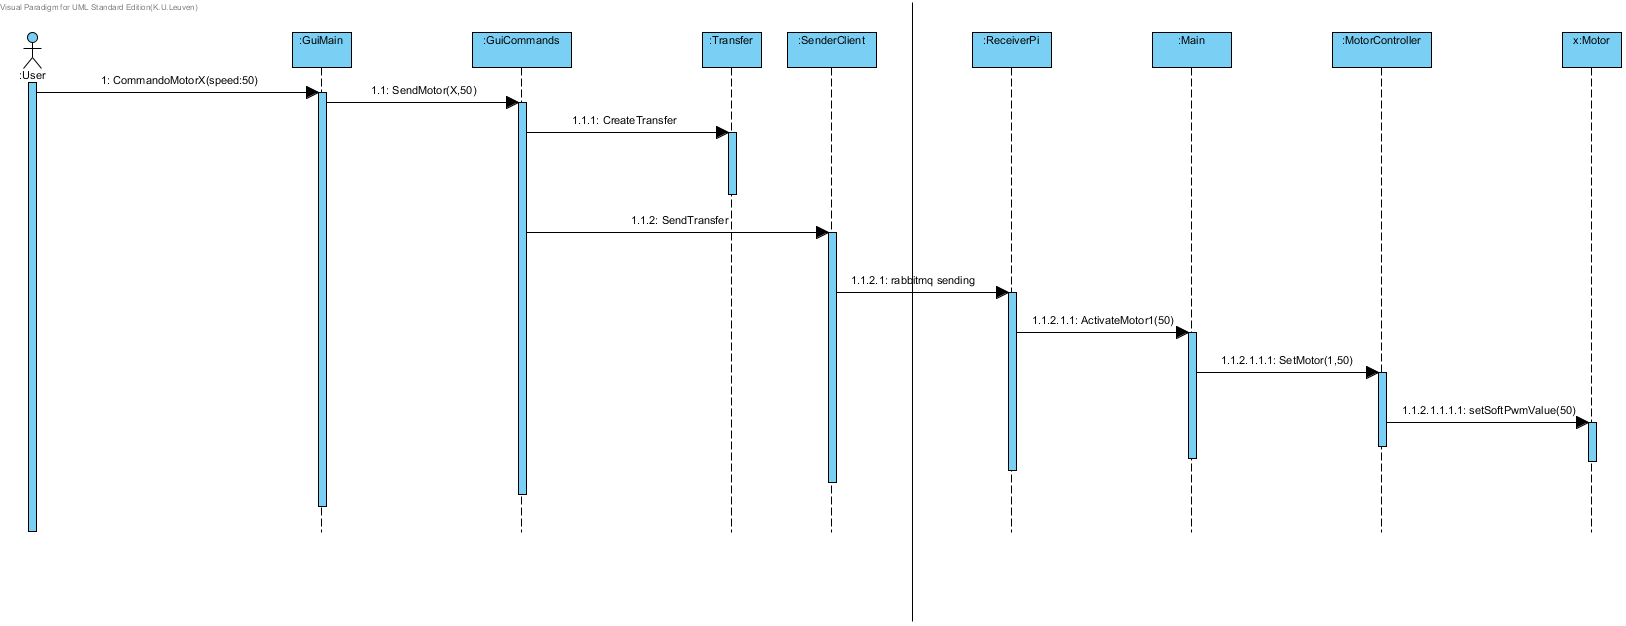 Visual Paradigm for UML Standard Edition(K.U.Leuven)
:User
:GuiMain
:GuiCommands
:Transfer
:SenderClient
:ReceiverPi
:Main
:MotorController
x:Motor
1: CommandoMotorX(speed:50)
1.1: SendMotor(X,50)
1.1.1: CreateTransfer
1.1.2: SendTransfer
1.1.2.1: rabbitmq sending
1.1.2.1.1: ActivateMotor1(50)
1.1.2.1.1.1: SetMotor(1,50)
1.1.2.1.1.1.1: setSoftPwmValue(50)